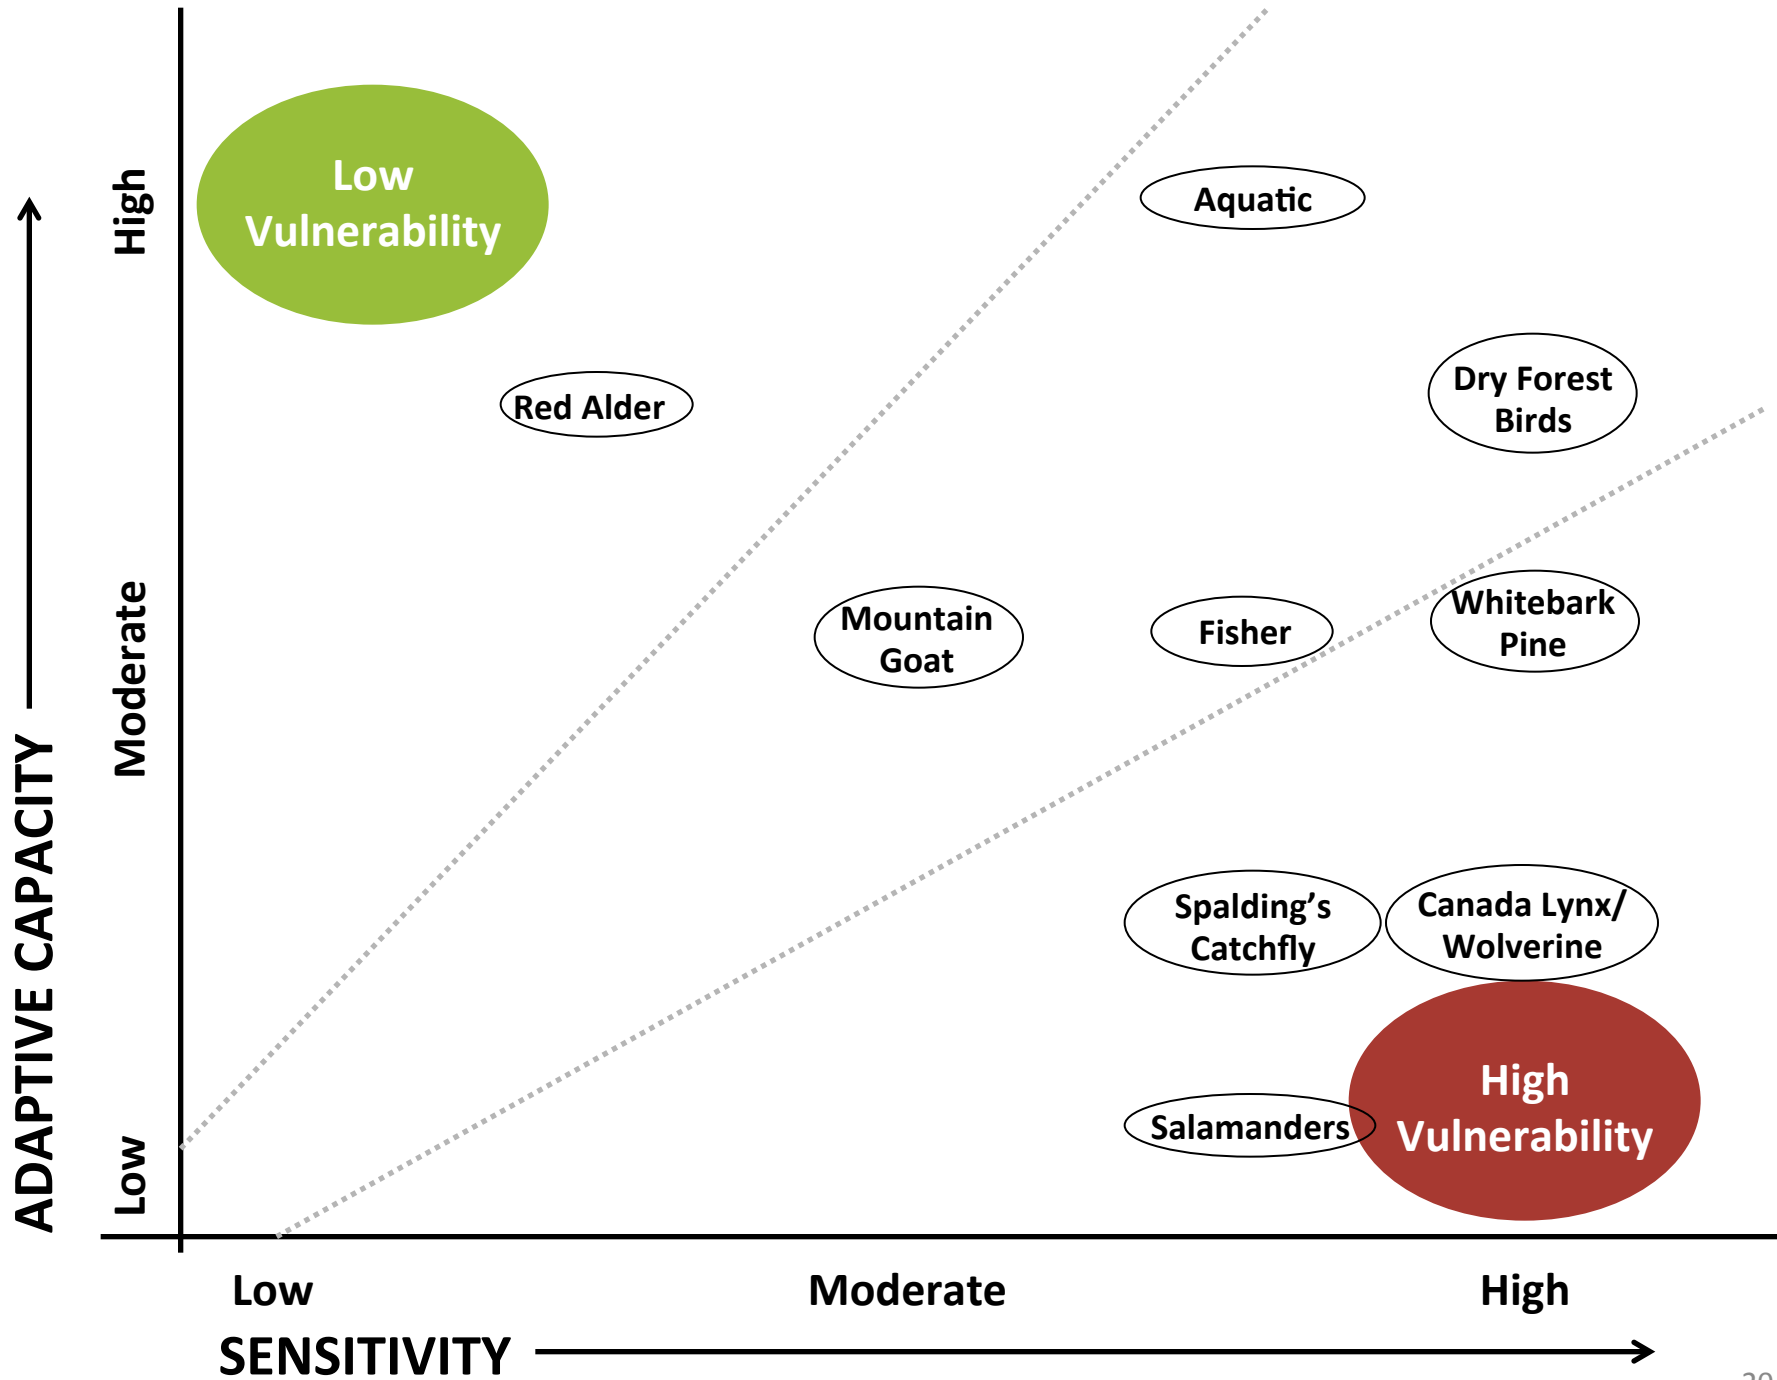 Low
Vulnerability
Aquatic
High
Dry Forest
Birds
Red Alder
Mountain
Goat
Fisher
Whitebark
Pine
Moderate
Spalding’s
Catchfly
Canada Lynx/
Wolverine
ADAPTIVE CAPACITY
High
Vulnerability
Salamanders
Low
Low
Moderate
High
SENSITIVITY